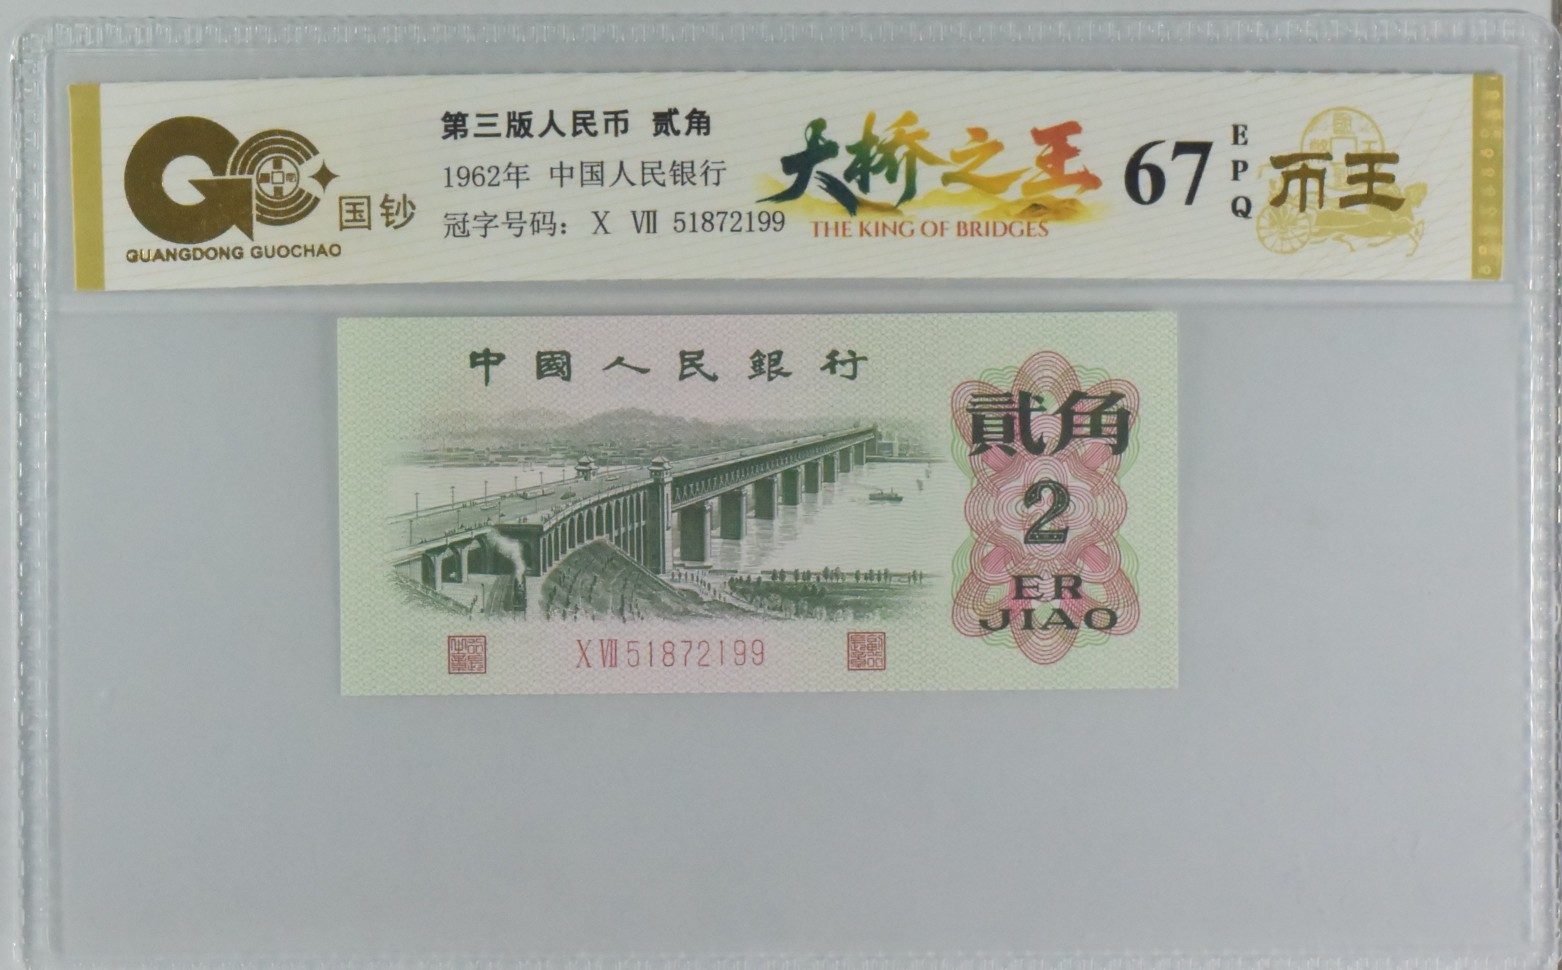 国钞
GUANGDONG GUOCHAO
第三版人民币 贰角
1962年 中国人民银行
冠字号码: X Ⅶ 51872199
大桥之王
THE KING OF BRIDGES
67
EPQ
币王
中國人民銀行
貳角
2
ER
JIAO
X Ⅶ 51872199